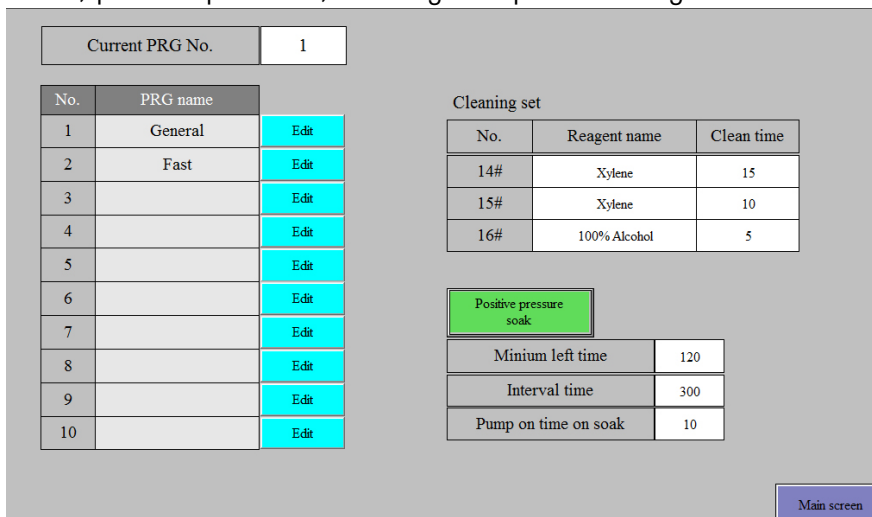 Current PRG No. 1
No. PRG name
1 General Edit
2 Fast Edit
3 Edit
4 Edit
5 Edit
6 Edit
7 Edit
8 Edit
9 Edit
10 Edit
Cleaning set
No. Reagent name Clean time
14# Xylene 15
15# Xylene 10
16# 100% Alcohol 5
Positive pressure
soak
Minium left time 120
Interval time 300
Pump on time on soak 10
Main screen